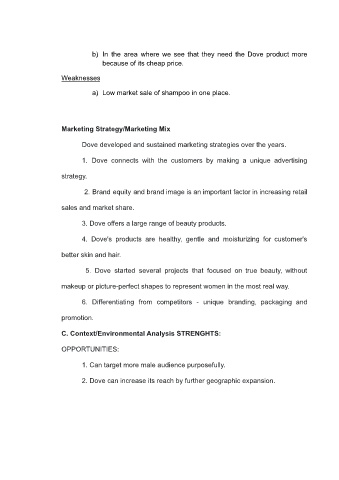 b) In the area where we see that they need the Dove product more
because of its cheap price.
Weaknesses
a) Low market sale of shampoo in one place.
Marketing Strategy/Marketing Mix
Dove developed and sustained marketing strategies over the years.
1. Dove connects with the customers by making a unique advertising
strategy.
2. Brand equity and brand image is an important factor in increasing retail
sales and market share.
3. Dove offers a large range of beauty products.
4. Dove's products are healthy, gentle and moisturizing for customer's
better skin and hair.
5. Dove started several projects that focused on true beauty, without
makeup or picture-perfect shapes to represent women in the most real way.
6. Differentiating from competitors - unique branding, packaging and
promotion.
C. Context/Environmental Analysis STRENGHTS:
OPPORTUNITIES:
1. Can target more male audience purposefully.
2. Dove can increase its reach by further geographic expansion.